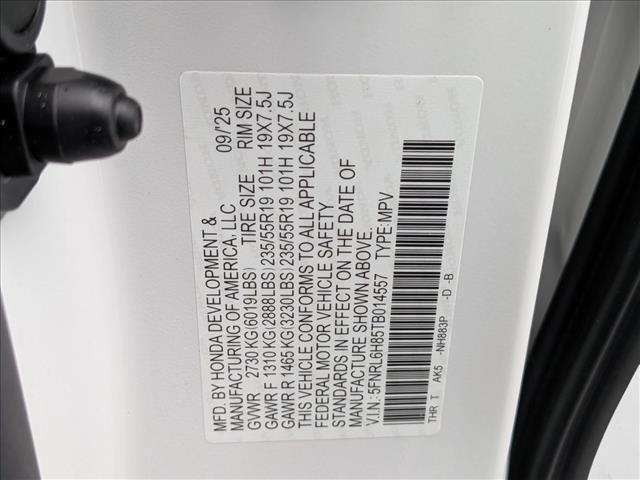 MFD. BY HONDA DEVELOPMENT & 09/'25
MANUFACTURING OF AMERICA, LLC
GVWR 2730 KG(6019LBS) TIRE SIZE RIM SIZE
GAWR F 1310 KG(2888LBS) 235/55R19 101H 19X7.5J
GAWR R 1465 KG(3230LBS) 235/55R19 101H 19X7.5J
THIS VEHICLE CONFORMS TO ALL APPLICABLE
FEDERAL MOTOR VEHICLE SAFETY
STANDARDS IN EFFECT ON THE DATE OF
MANUFACTURE SHOWN ABOVE.
V.I.N: 5FNRL6H85TB014557 TYPE:MPV
THR T AK5 -NH883P -D -B